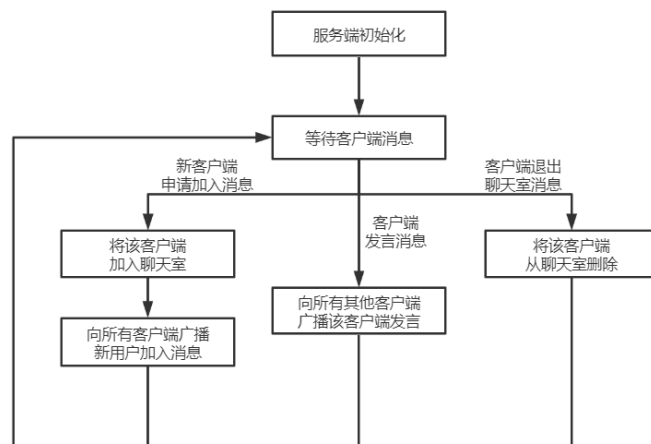 服务端初始化
等待客户端消息
新客户端
申请加入消息
客户端退出
聊天室消息
客户端
发言消息
将该客户端
加入聊天室
将该客户端
从聊天室删除
向所有其他客户端
广播该客户端发言
向所有客户端广播
新用户加入消息